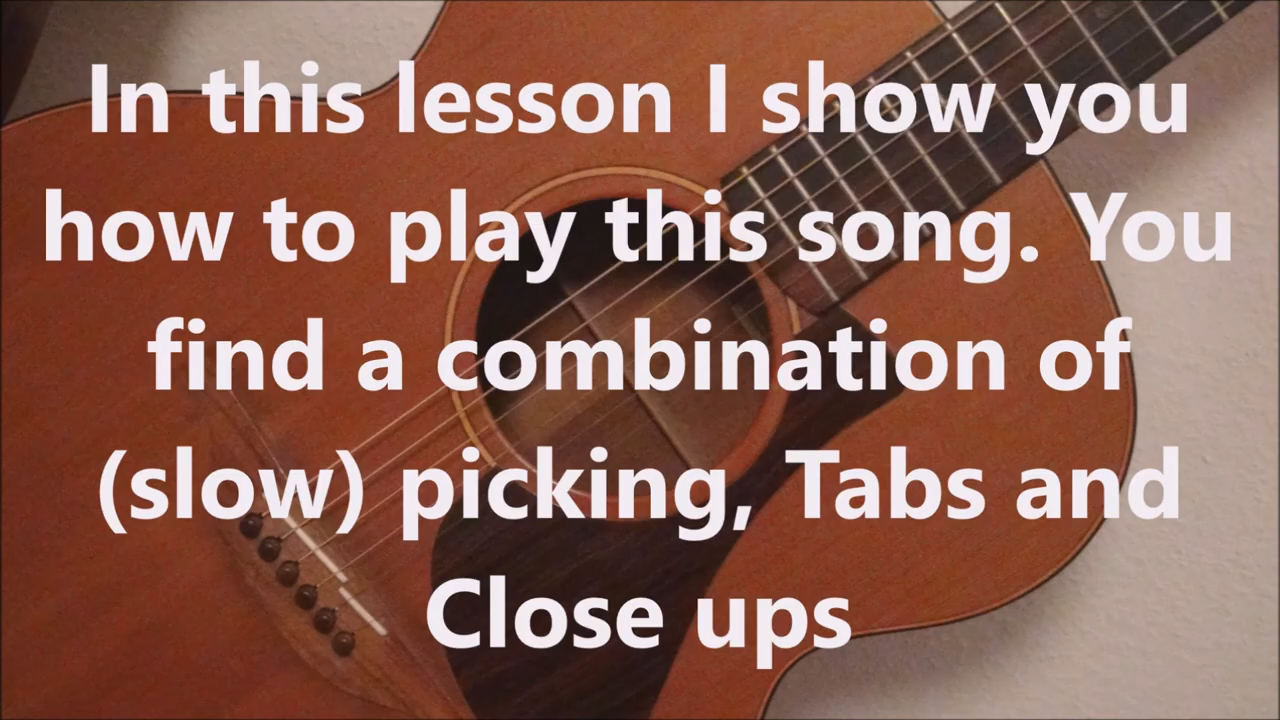 In this lesson I show you
how to play this song. You
find a combination of
(slow) picking, Tabs and
Close ups